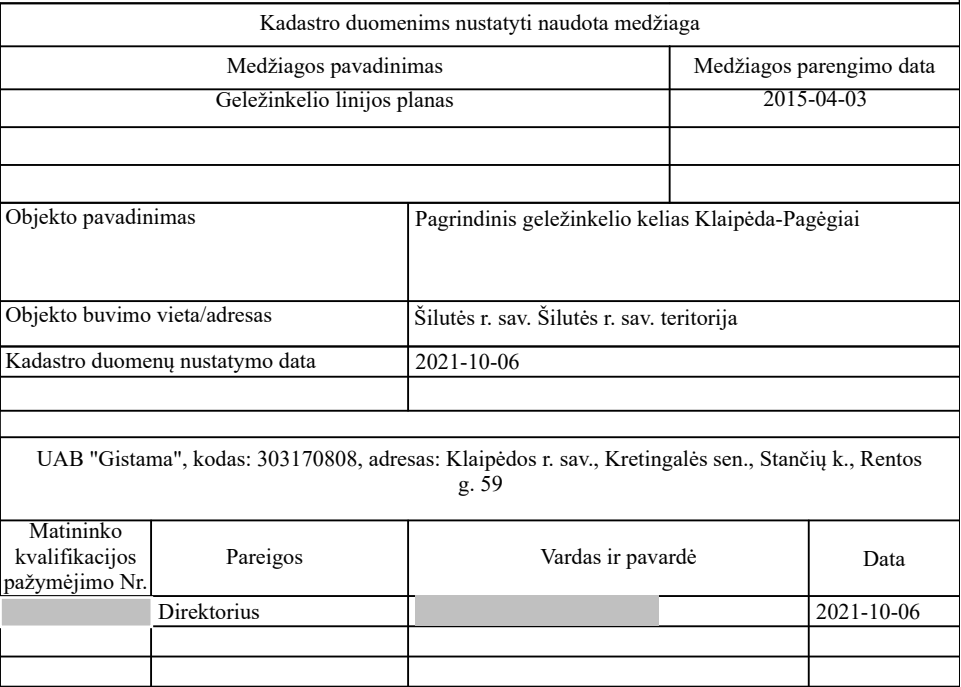 Kadastro duomenims nustatyti naudota medžiaga
Medžiagos pavadinimas Medžiagos parengimo data
Geležinkelio linijos planas 2015-04-03
Objekto pavadinimas Pagrindinis geležinkelio kelias Klaipėda-Pagėgiai
Objekto buvimo vieta/adresas Šilutės r. sav. Šilutės r. sav. teritorija
Kadastro duomenų nustatymo data 2021-10-06
UAB "Gistama", kodas: 303170808, adresas: Klaipėdos r. sav., Kretingalės sen., Stančių k., Rentos
g. 59
Matininko
kvalifikacijos
pažymėjimo Nr.
Pareigos
Vardas ir pavardė
Data
Direktorius 2021-10-06